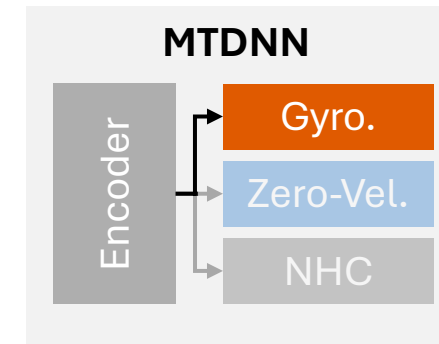 MTDNN
Encoder
Gyro.
Zero-Vel.
NHC